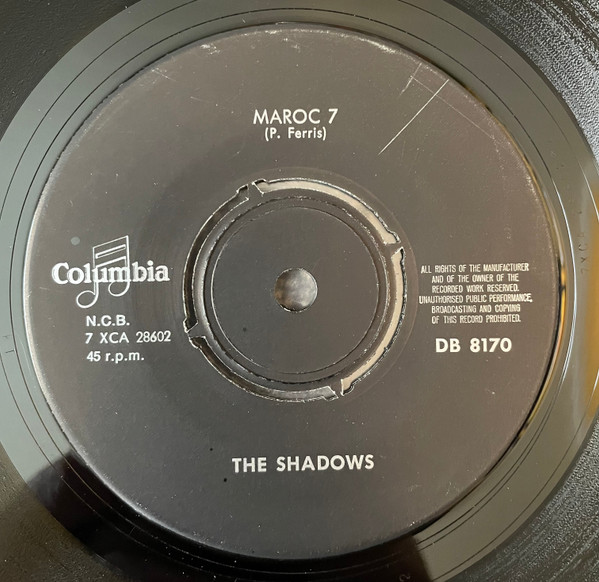 MAROC 7
(P. Ferris)
Columbia
N.C.B.
7 XCA 28602
45 r.p.m.
ALL RIGHTS OF THE MANUFACTURER
AND OF THE OWNER OF THE
RECORDED WORK RESERVED.
UNAUTHORISED PUBLIC PERFORMANCE,
BROADCASTING AND COPYING
OF THIS RECORD PROHIBITED.
DB 8170
THE SHADOWS